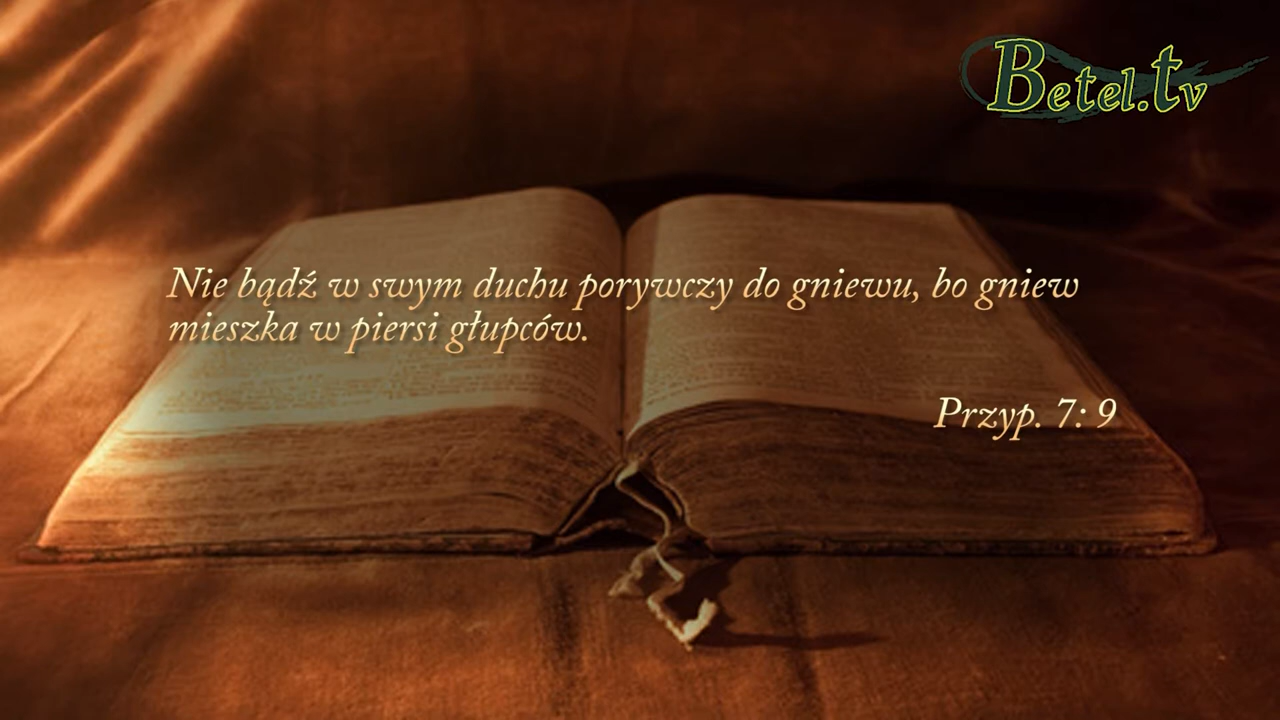 Betel.tv
Nie bądź w swym duchu porywczy do gniewu, bo gniew
mieszka w piersi głupców.
Przyp. 7: 9